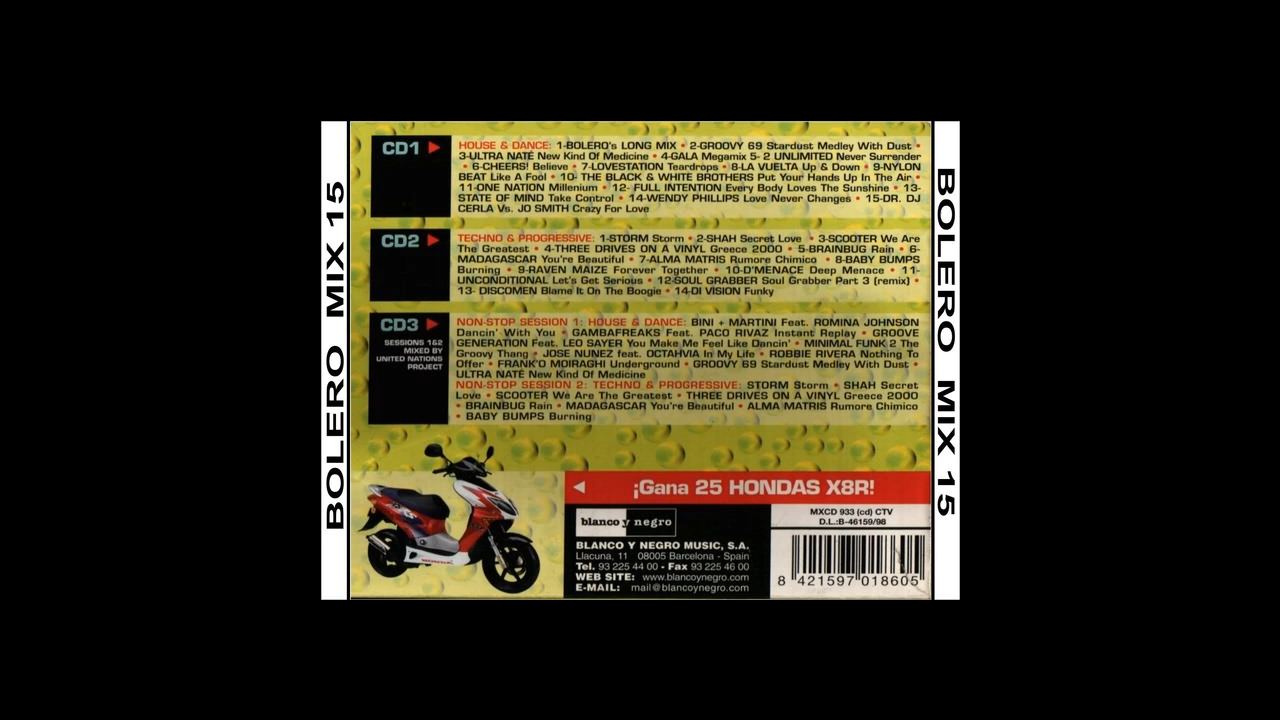 BOLERO MIX 15
CD1
HOUSE & DANCE: 1-BOLERO's LONG MIX • 2-GROOVY 69 Stardust Medley With Dust •
3-ULTRA NATÉ New Kind Of Medicine • 4-GALA Megamix 5- 2 UNLIMITED Never Surrender
• 6-CHEERS! Believe • 7-LOVESTATION Teardrops • 8-LA VUELTA Up & Down • 9-NYLON
BEAT Like A Fool • 10- THE BLACK & WHITE BROTHERS Put Your Hands Up In The Air •
11-ONE NATION Millenium • 12- FULL INTENTION Every Body Loves The Sunshine • 13-
STATE OF MIND Take Control • 14-WENDY PHILLIPS Love Never Changes • 15-DR. DJ
CERLA Vs. JO SMITH Crazy For Love
CD2
TECHNO & PROGRESSIVE: 1-STORM Storm • 2-SHAH Secret Love • 3-SCOOTER We Are
The Greatest • 4-THREE DRIVES ON A VINYL Greece 2000 • 5-BRAINBUG Rain • 6-
MADAGASCAR You're Beautiful • 7-ALMA MATRIS Rumore Chimico • 8-BABY BUMPS
Burning • 9-RAVEN MAIZE Forever Together • 10-D'MENACE Deep Menace • 11-
UNCONDITIONAL Let's Get Serious • 12-SOUL GRABBER Soul Grabber Part 3 (remix) •
13- DISCOMEN Blame It On The Boogie • 14-DI VISION Funky
CD3
SESSIONS 1&2
MIXED BY
UNITED NATIONS
PROJECT
NON-STOP SESSION 1: HOUSE & DANCE: BINI + MARTINI Feat. ROMINA JOHNSON
Dancin' With You • GAMBAFREAKS Feat. PACO RIVAZ Instant Replay • GROOVE
GENERATION Feat. LEO SAYER You Make Me Feel Like Dancin' • MINIMAL FUNK 2 The
Groovy Thang • JOSE NUNEZ feat. OCTAHVIA In My Life • ROBBIE RIVERA Nothing To
Offer • FRANK'O MOIRAGHI Underground • GROOVY 69 Stardust Medley With Dust •
ULTRA NATÉ New Kind Of Medicine
NON-STOP SESSION 2: TECHNO & PROGRESSIVE: STORM Storm • SHAH Secret
Love • SCOOTER We Are The Greatest • THREE DRIVES ON A VINYL Greece 2000
• BRAINBUG Rain • MADAGASCAR You're Beautiful • ALMA MATRIS Rumore Chimico
• BABY BUMPS Burning
¡Gana 25 HONDAS X8R!
blanco y negro
BLANCO Y NEGRO MUSIC, S.A.
Llacuna, 11 08005 Barcelona - Spain
Tel. 93 225 44 00 - Fax 93 225 46 00
WEB SITE: www.blancoynegro.com
E-MAIL: mail@blancoynegro.com
MXCD 933 (cd) CTV
D.L.:B-46159/98
8 421597 018605
BOLERO MIX 15